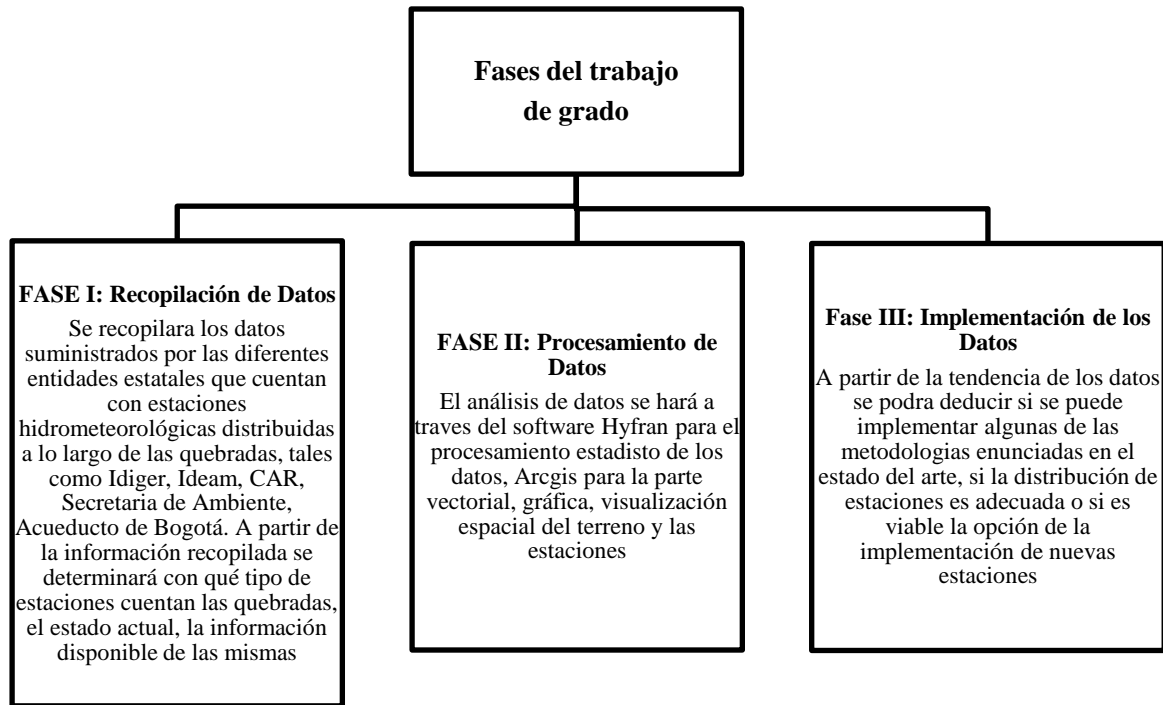 Fases del trabajo
de grado
FASE I: Recopilación de Datos
Se recopilara los datos
suministrados por las diferentes
entidades estatales que cuentan
con estaciones
hidrometeorológicas distribuidas
a lo largo de las quebradas, tales
como Idiger, Ideam, CAR,
Secretaria de Ambiente,
Acueducto de Bogotá. A partir de
la información recopilada se
determinará con qué tipo de
estaciones cuentan las quebradas,
el estado actual, la información
disponible de las mismas
FASE II: Procesamiento de
Datos
El análisis de datos se hará a
traves del software Hyfran para el
procesamiento estadisto de los
datos, Arcgis para la parte
vectorial, gráfica, visualización
espacial del terreno y las
estaciones
Fase III: Implementación de los
Datos
A partir de la tendencia de los datos
se podra deducir si se puede
implementar algunas de las
metodologias enunciadas en el
estado del arte, si la distribución de
estaciones es adecuada o si es
viable la opción de la
implementación de nuevas
estaciones